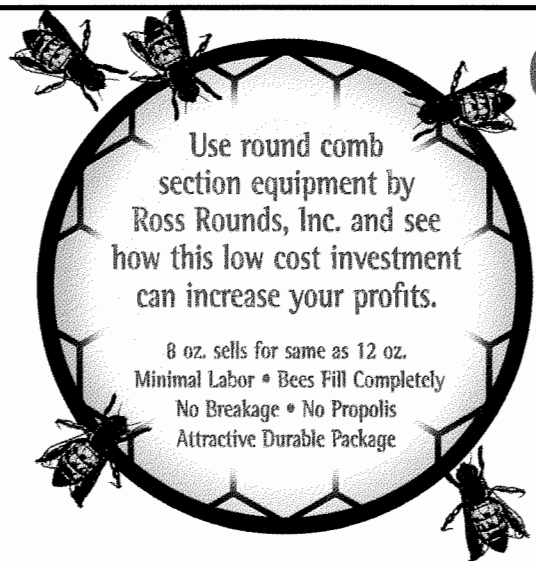 Use round comb
section equipment by
Ross Rounds, Inc. and see
how this low cost investment
can increase your profits.
8 oz. sells for same as 12 oz.
Minimal Labor • Bees Fill Completely
No Breakage • No Propolis
Attractive Durable Package